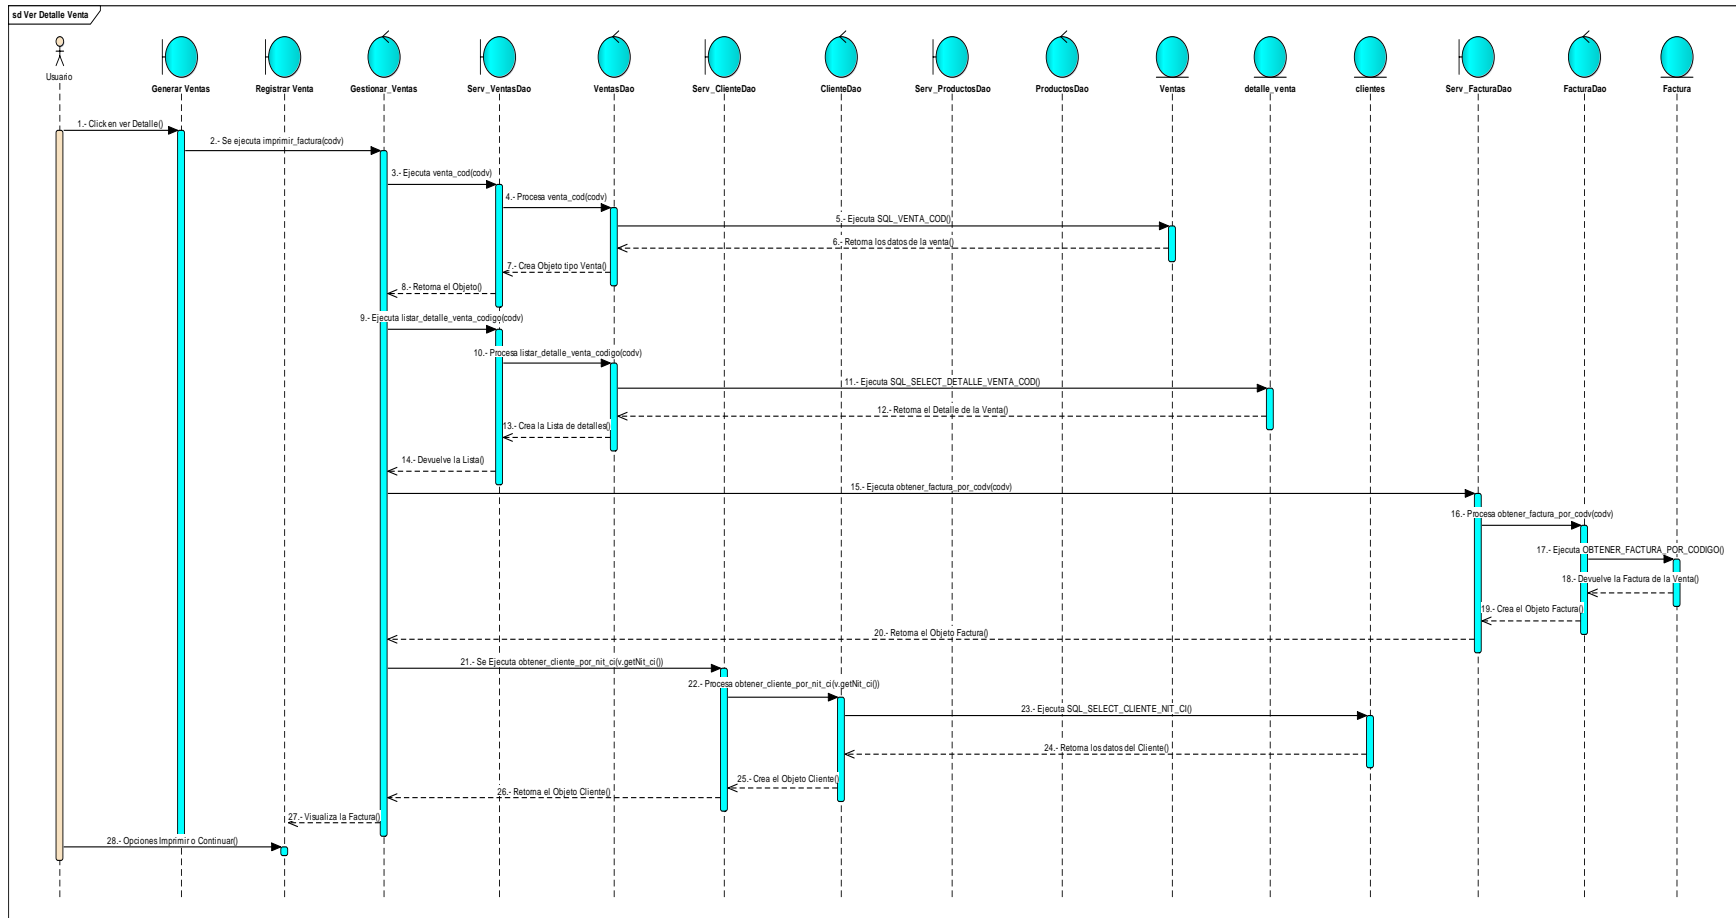 sd Ver Detalle Venta
Usuario
Generar Ventas
Registrar Venta
Gestionar_Ventas
Serv_VentasDao
VentasDao
Serv_ClienteDao
ClienteDao
Serv_ProductosDao
ProductosDao
Ventas
detalle_venta
clientes
Serv_FacturaDao
FacturaDao
Factura
1.- Click en ver Detalle()
2.- Se ejecuta imprimir_factura(codv)
3.- Ejecuta venta_cod(codv)
4.- Procesa venta_cod(codv)
5.- Ejecuta SQL_VENTA_COD()
6.- Retorna los datos de la venta()
7.- Crea Objeto tipo Venta()
8.- Retorna el Objeto()
9.- Ejecuta listar_detalle_venta_codigo(codv)
10.- Procesa listar_detalle_venta_codigo(codv)
11.- Ejecuta SQL_SELECT_DETALLE_VENTA_COD()
12.- Retorna el Detalle de la Venta()
13.- Crea la Lista de detalles()
14.- Devuelve la Lista()
15.- Ejecuta obtener_factura_por_codv(codv)
16.- Procesa obtener_factura_por_codv(codv)
17.- Ejecuta OBTENER_FACTURA_POR_CODIGO()
18.- Devuelve la Factura de la Venta()
19.- Crea el Objeto Factura()
20.- Retorna el Objeto Factura()
21.- Se Ejecuta obtener_cliente_por_nit_ci(v.getNit_ci())
22.- Procesa obtener_cliente_por_nit_ci(v.getNit_ci())
23.- Ejecuta SQL_SELECT_CLIENTE_NIT_CI()
24.- Retorna los datos del Cliente()
25.- Crea el Objeto Cliente()
26.- Retorna el Objeto Cliente()
27.- Visualiza la Factura()
28.- Opciones Imprimir o Continuar()